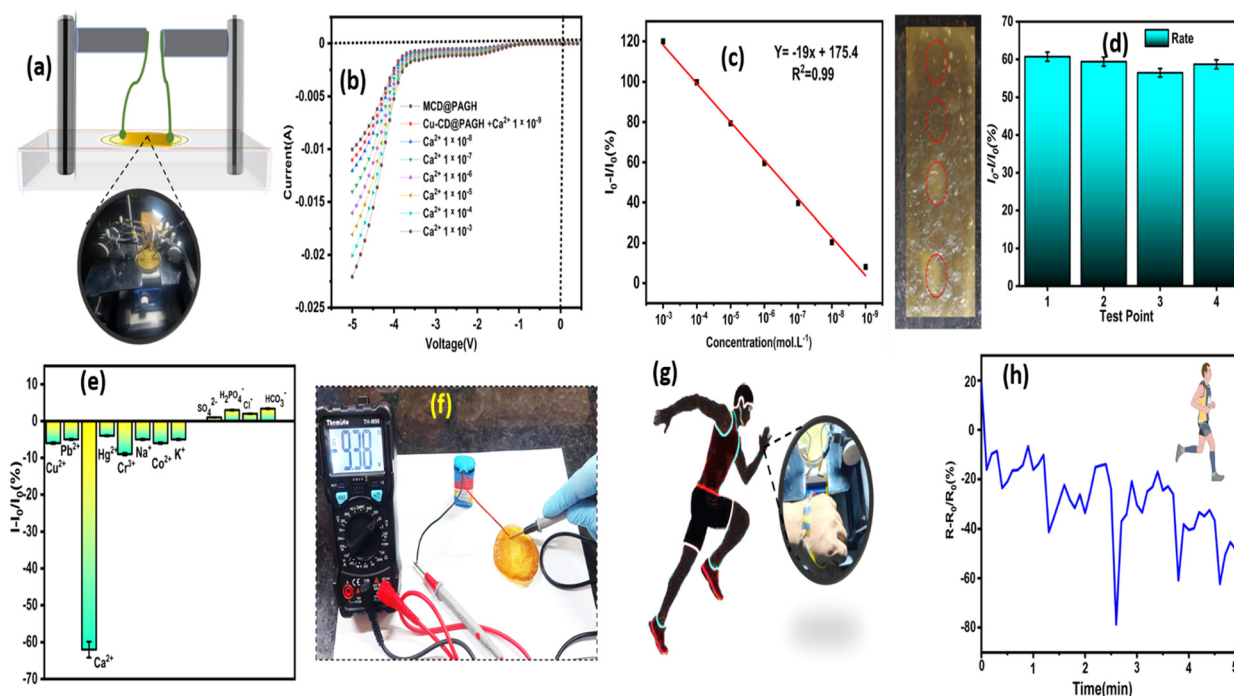 (a)
(b)
Current(A)
0
-0.005
-0.010
-0.015
-0.020
-0.025
MCD@PAGH
Cu-CD@PAGH +Ca²⁺ 1 × 10⁻⁹
Ca²⁺ 1 × 10⁻⁸
Ca²⁺ 1 × 10⁻⁷
Ca²⁺ 1 × 10⁻⁶
Ca²⁺ 1 × 10⁻⁵
Ca²⁺ 1 × 10⁻⁴
Ca²⁺ 1 × 10⁻³
-5 -4 -3 -2 -1 0
Voltage(V)
(c)
Y= -19x + 175.4
R²=0.99
I₀-I/I₀(%)
120
100
80
60
40
20
0
10⁻³ 10⁻⁴ 10⁻⁵ 10⁻⁶ 10⁻⁷ 10⁻⁸ 10⁻⁹
Concentration(mol.L⁻¹)
(d)
Rate
I₀-I/I₀(%)
70
60
50
40
30
20
10
0
1 2 3 4
Test Point
(e)
I-I₀/I₀(%)
10
0
-10
-20
-30
-40
-50
-60
-70
SO₄²⁻ H₂PO₄⁻ Cl⁻ HCO₃⁻
Cu²⁺ Pb²⁺ Hg²⁺ Cr³⁺ Na⁺ Co²⁺ K⁺
Ca²⁺
(f)
TH-M98
-9.38
(g)
(h)
R-R₀/R₀(%)
20
0
-20
-40
-60
-80
0 1 2 3 4 5
Time(min)